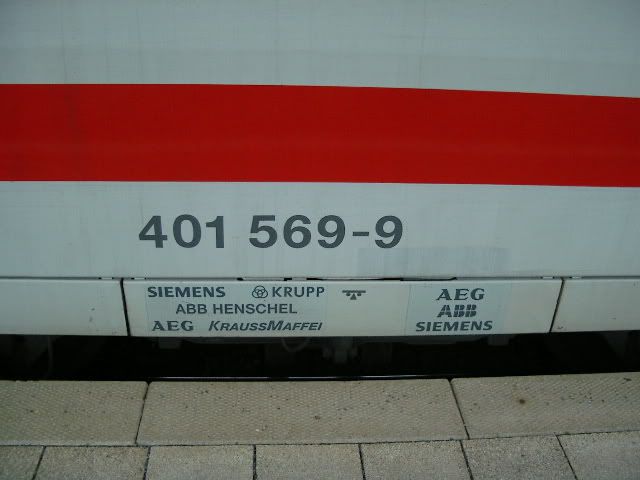 401 569-9
SIEMENS KRUPP
ABB HENSCHEL
AEG KRAUSSMAFFEI
AEG
ABB
SIEMENS